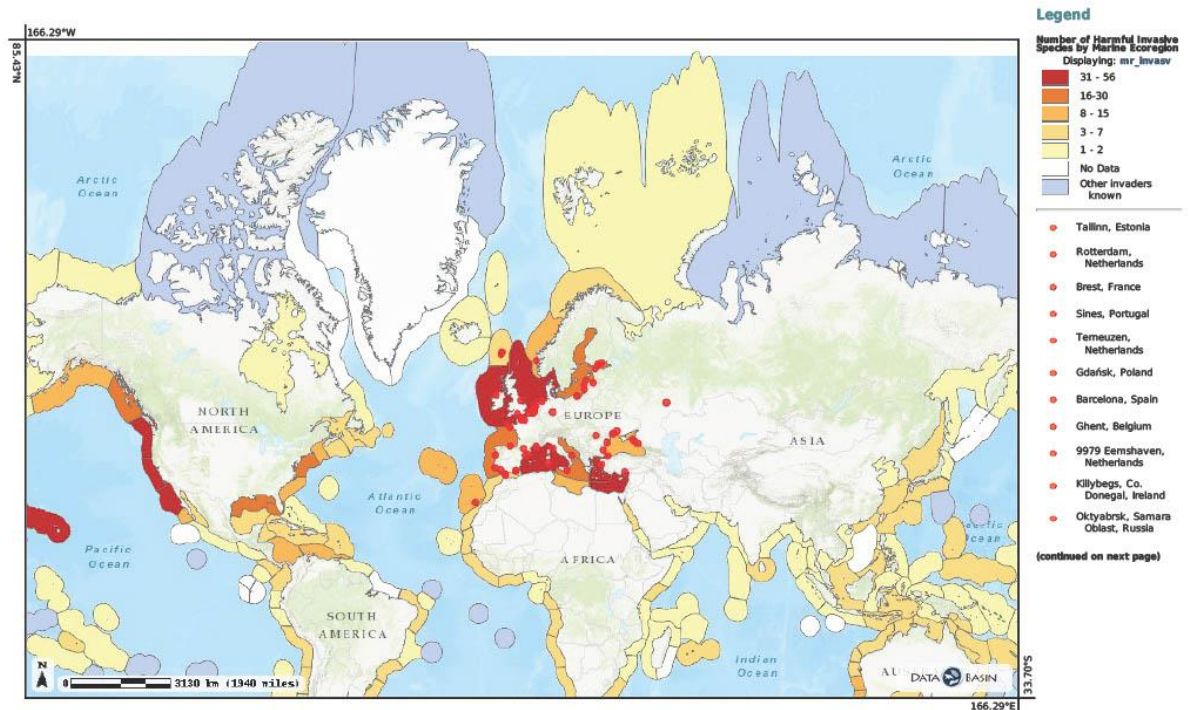 166.29°W
85.43°N
Arctic
Ocean
Arctic
Ocean
NORTH
AMERICA
EUROPE
ASIA
Atlantic
Ocean
Pacific
Ocean
AFRICA
SOUTH
AMERICA
Indian
Ocean
N
0 3130 km (1940 miles)
DATA BASIN
33.70°S
166.29°E
Legend
Number of Harmful Invasive
Species by Marine Ecoregion
Displaying: mr_invasv
31 - 56
16-30
8 - 15
3 - 7
1 - 2
No Data
Other invaders
known
Tallinn, Estonia
Rotterdam,
Netherlands
Brest, France
Sines, Portugal
Terneuzen,
Netherlands
Gdańsk, Poland
Barcelona, Spain
Ghent, Belgium
9979 Eemshaven,
Netherlands
Killybegs, Co.
Donegal, Ireland
Oktyabrsk, Samara
Oblast, Russia
(continued on next page)